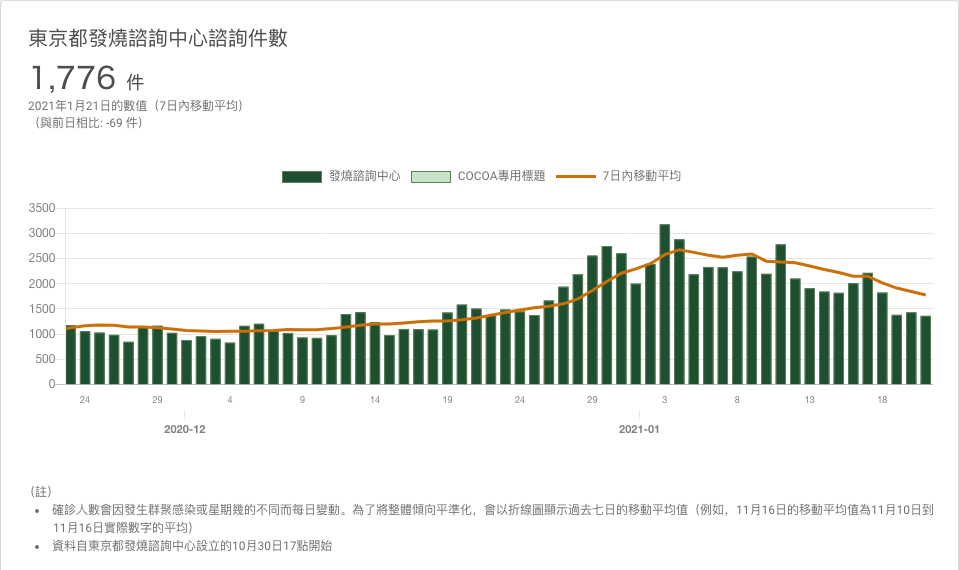 東京都發燒諮詢中心諮詢件數
1,776 件
2021年1月21日的數值（7日內移動平均）
（與前日相比: -69 件）
發燒諮詢中心 COCOA專用標題 7日內移動平均
3500
3000
2500
2000
1500
1000
500
0
24 29 4 9 14 19 24 29 3 8 13 18
2020-12 2021-01
（註）
• 確診人數會因發生群聚感染或星期幾的不同而每日變動。為了將整體傾向平準化，會以折線圖顯示過去七日的移動平均值（例如，11月16日的移動平均值為11月10日到
11月16日實際數字的平均）
• 資料自東京都發燒諮詢中心設立的10月30日17點開始